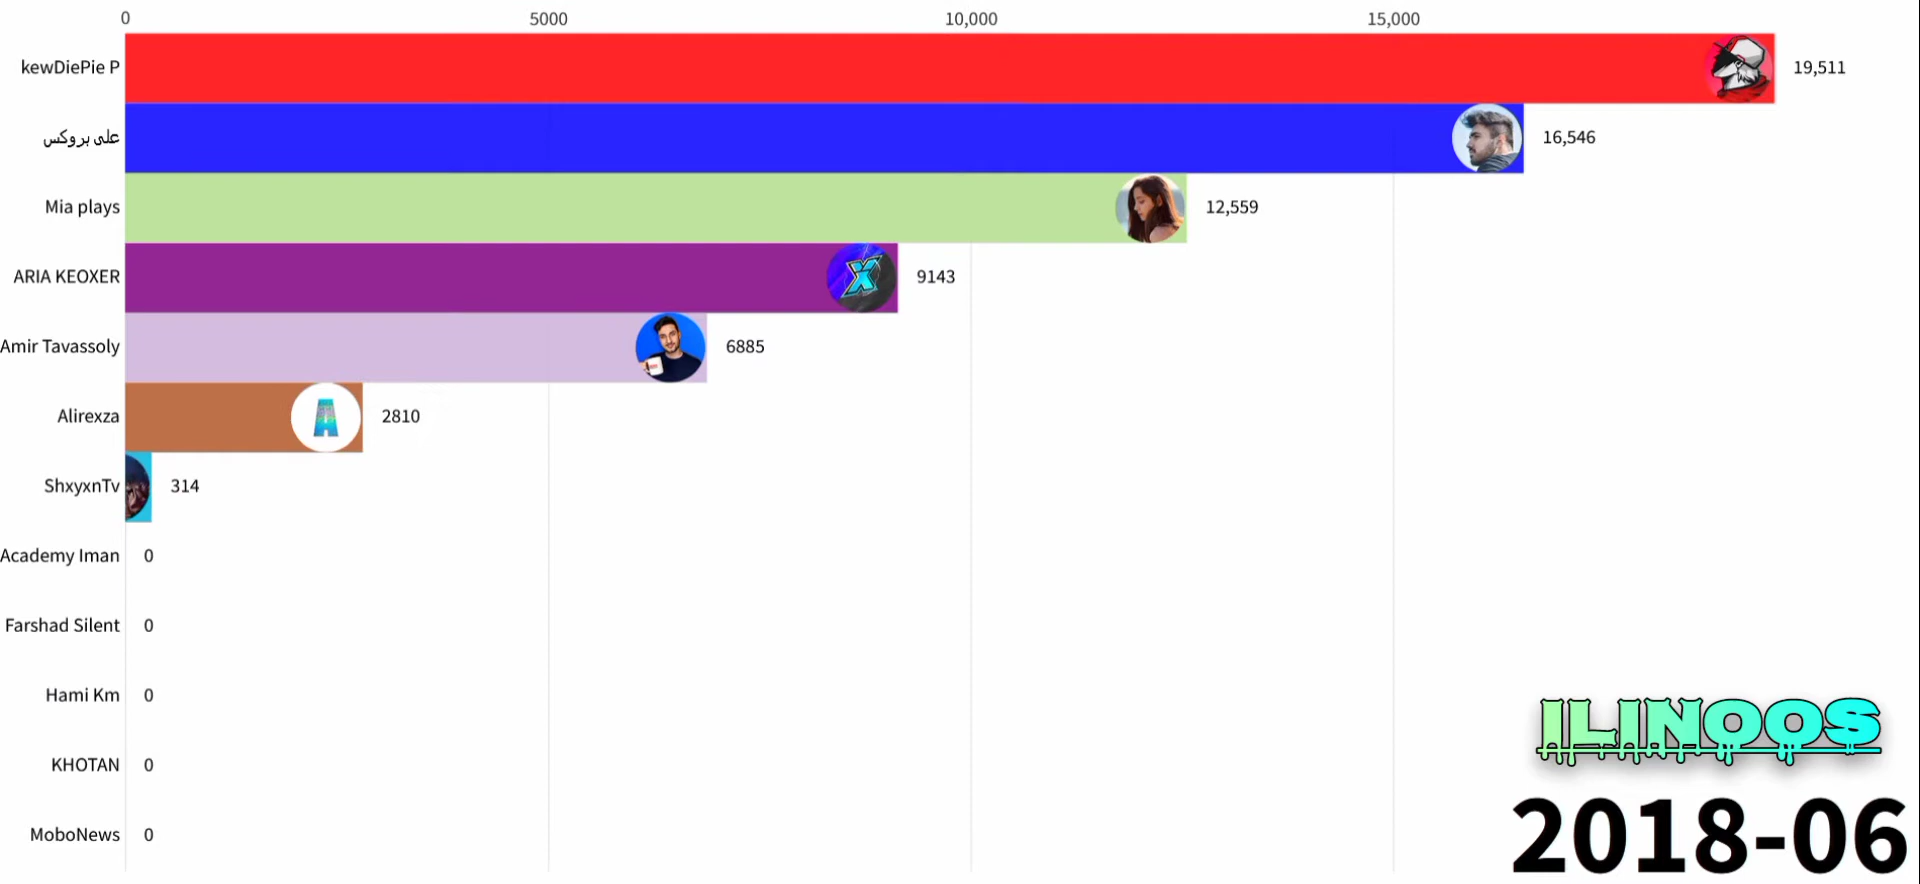 0 5000 10,000 15,000
kewDiePie P 19,511
علی بروکس 16,546
Mia plays 12,559
ARIA KEOXER 9143
Amir Tavassoly 6885
Alirexza 2810
ShxyxnTv 314
Academy Iman 0
Farshad Silent 0
Hami Km 0
KHOTAN 0
MoboNews 0
ILINOOS
2018-06